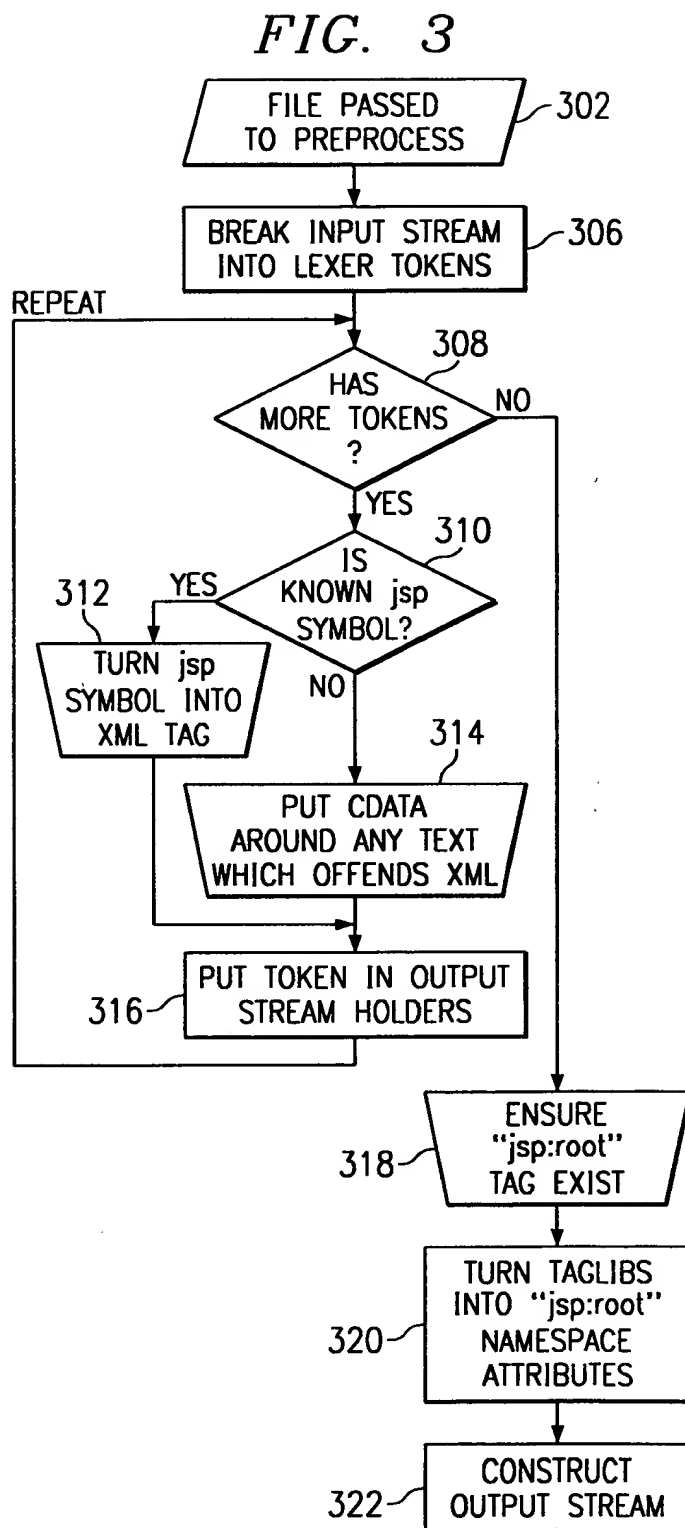 FIG. 3
FILE PASSED
TO PREPROCESS
302
BREAK INPUT STREAM
INTO LEXER TOKENS
306
REPEAT
308
HAS
MORE TOKENS
?
NO
YES
310
IS
KNOWN jsp
SYMBOL?
YES
312
TURN jsp
SYMBOL INTO
XML TAG
NO
314
PUT CDATA
AROUND ANY TEXT
WHICH OFFENDS XML
PUT TOKEN IN OUTPUT
STREAM HOLDERS
316
ENSURE
"jsp:root"
TAG EXIST
318
TURN TAGLIBS
INTO "jsp:root"
NAMESPACE
ATTRIBUTES
320
CONSTRUCT
OUTPUT STREAM
322